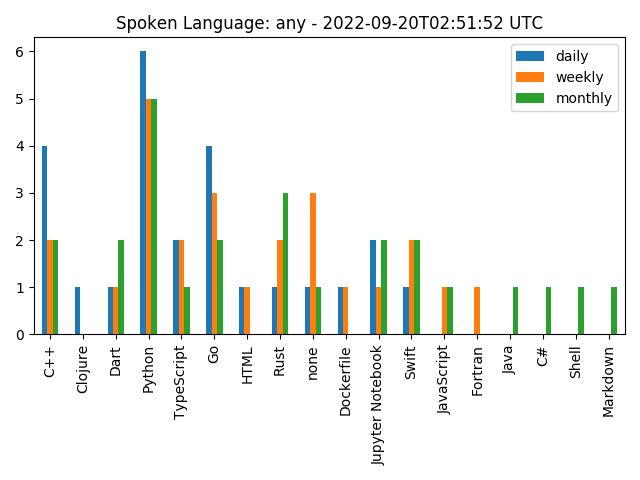 Spoken Language: any - 2022-09-20T02:51:52 UTC
daily
weekly
monthly
6
5
4
3
2
1
0
C++
Clojure
Dart
Python
TypeScript
Go
HTML
Rust
none
Dockerfile
Jupyter Notebook
Swift
JavaScript
Fortran
Java
C#
Shell
Markdown